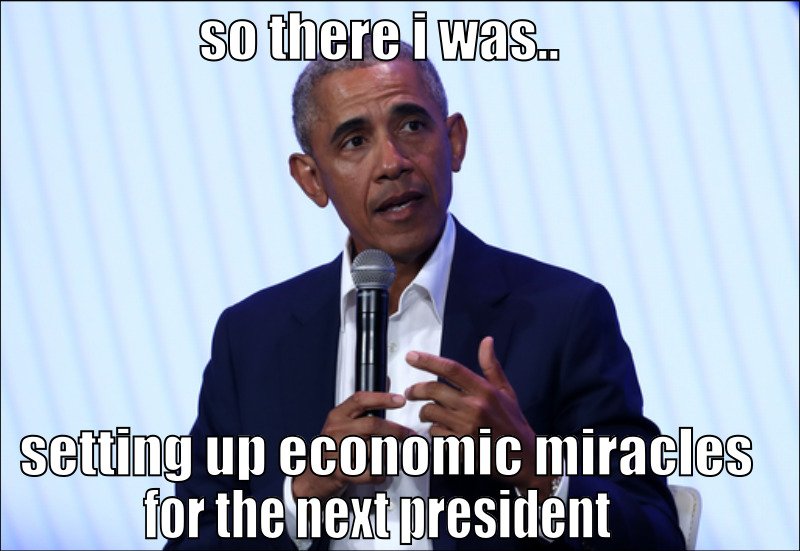 so there i was..
setting up economic miracles
for the next president